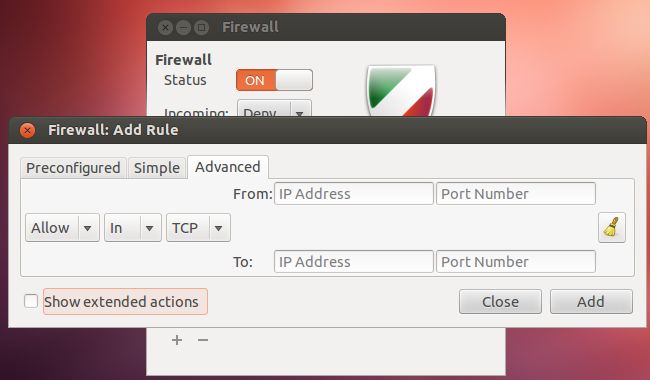 Firewall
Firewall
Status ON
Incoming: Deny
Firewall: Add Rule
Preconfigured Simple Advanced
From: IP Address Port Number
Allow In TCP
To: IP Address Port Number
Show extended actions Close Add